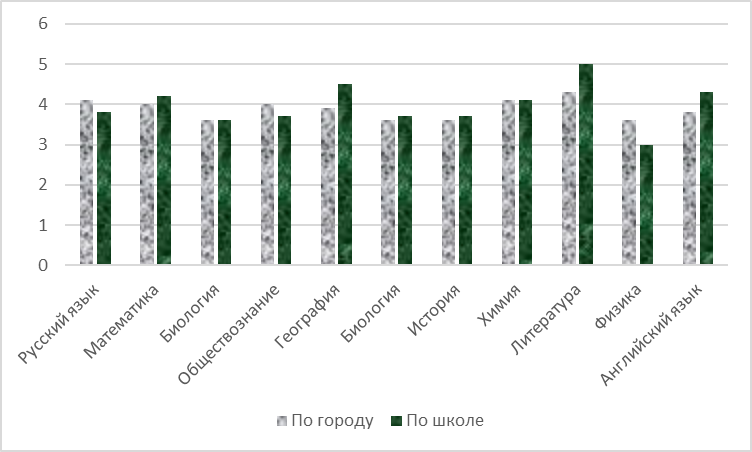 6
5
4
3
2
1
0
Русский язык
Математика
Биология
Обществознание
География
Биология
История
Химия
Литература
Физика
Английский язык
По городу
По школе